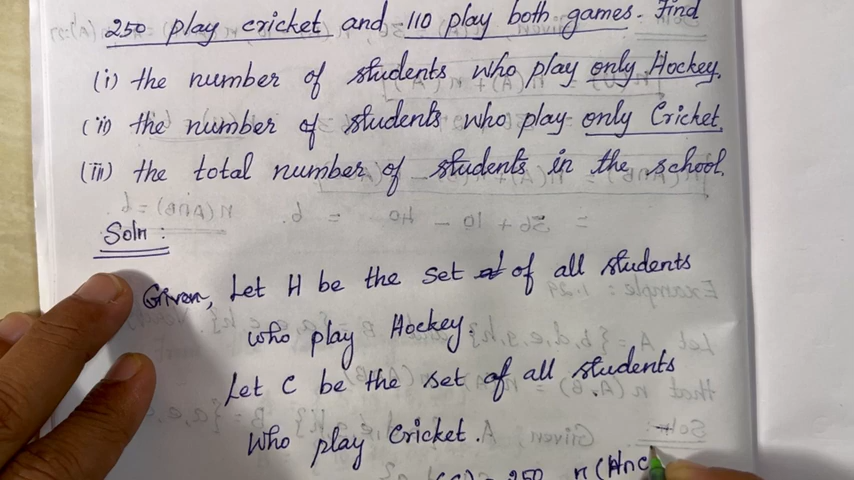 250 play cricket and 110 play both games. Find
(i) the number of students who play only Hockey.
(ii) the number of students who play only Cricket.
(iii) the total number of students in the school.
Soln :
Given, Let H be the set of all students
who play Hockey.
Let C be the set of all students
Who play Cricket.
= 250 n(H∩C